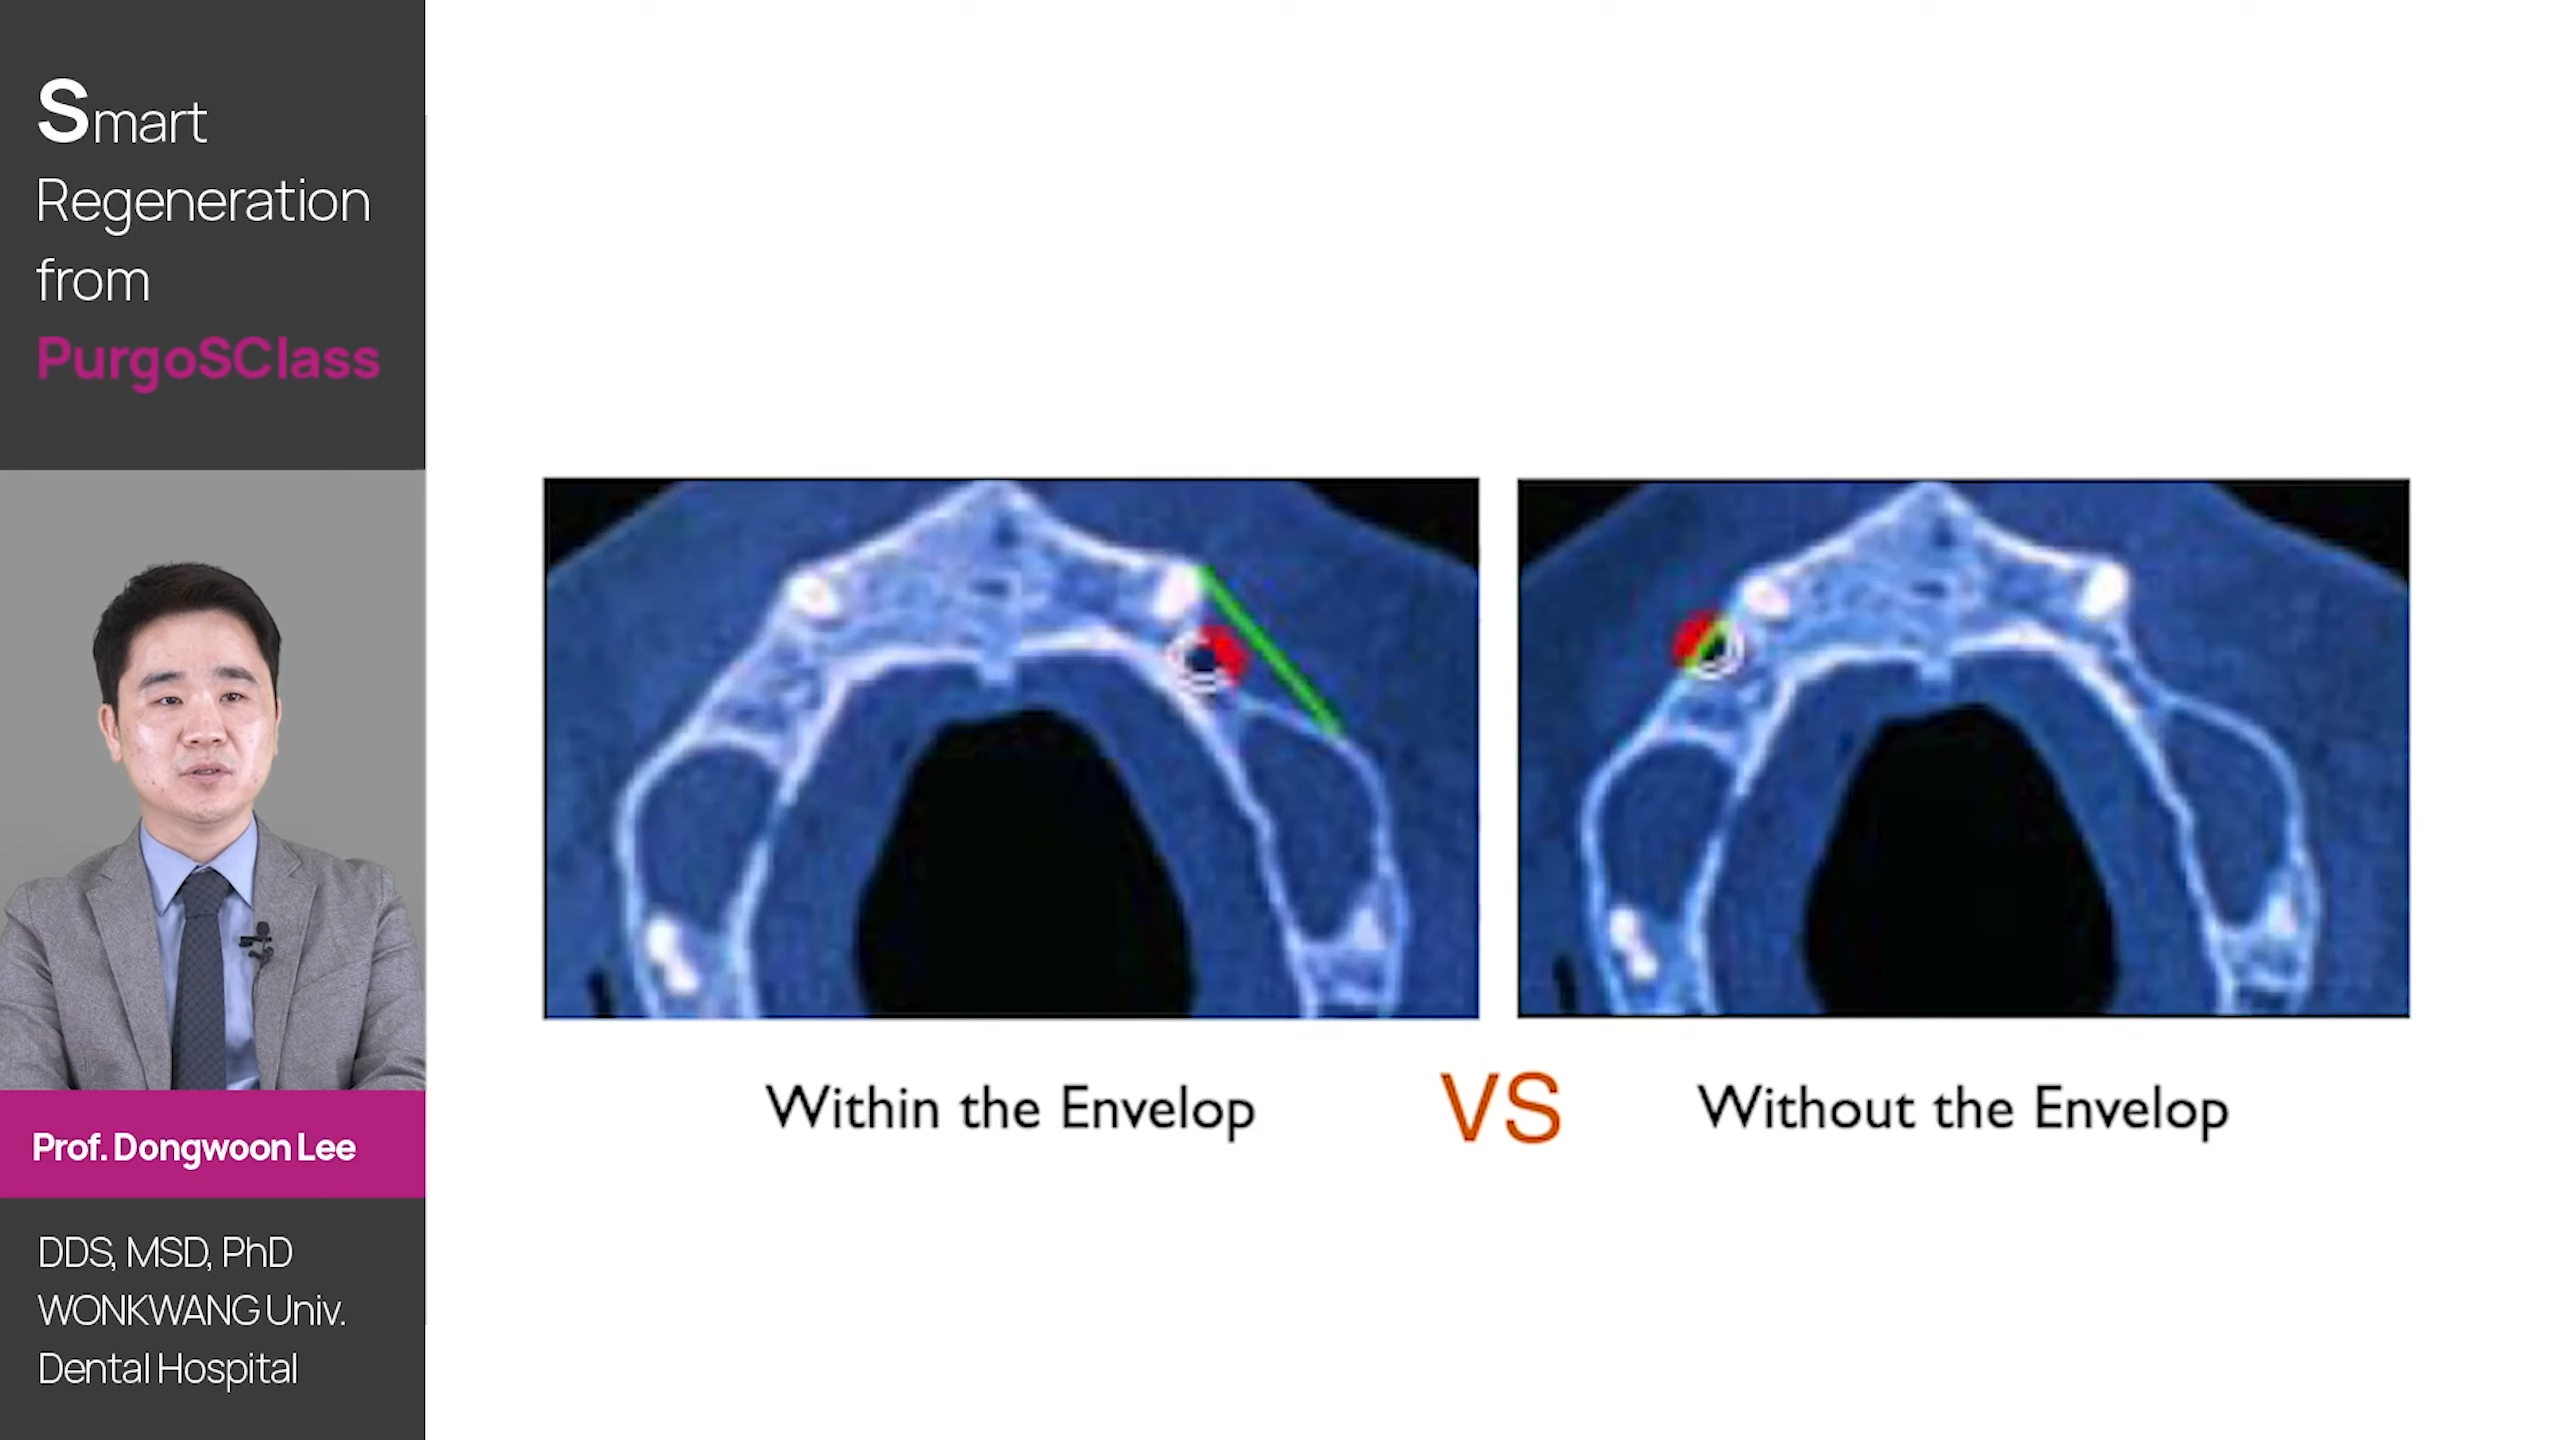 Smart
Regeneration
from
PurgoSClass
Prof. Dongwoon Lee
DDS, MSD, PhD
WONKWANG Univ.
Dental Hospital
Within the Envelop
VS
Without the Envelop